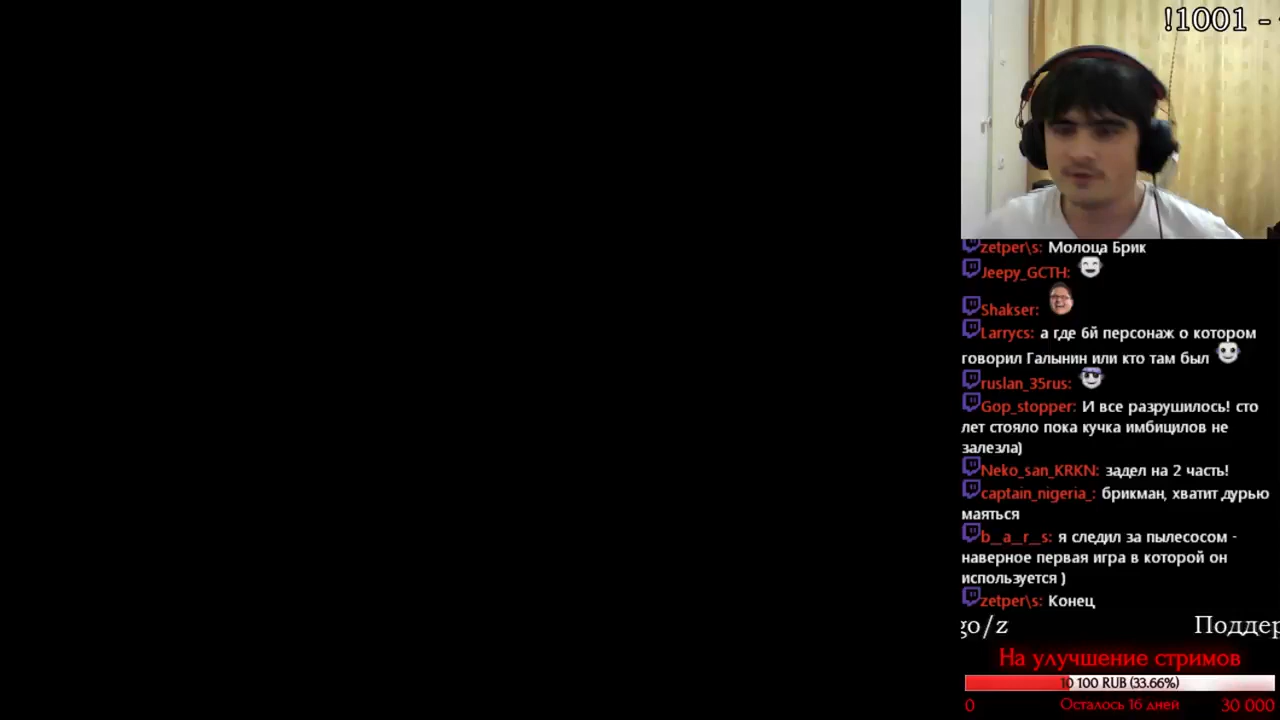 !1001 -
zetper\s: Молоца Брик
Jeepy_GCTH:
Shakser:
Larrycs: а где 6й персонаж о котором
говорил Галынин или кто там был
ruslan_35rus:
Gop_stopper: И все разрушилось! сто
лет стояло пока кучка имбицилов не
залезла)
Neko_san_KRKN: задел на 2 часть!
captain_nigeria_: брикман, хватит дурью
маяться
b__a__r__s: я следил за пылесосом -
наверное первая игра в которой он
используется )
zetper\s: Конец
go/z Поддер
На улучшение стримов
10 100 RUB (33.66%)
0 Осталось 16 дней 30 000